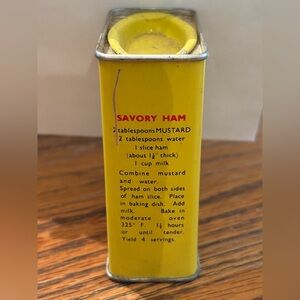 SAVORY HAM
2 tablespoons MUSTARD
2 tablespoons water
1 slice ham
(about 1½" thick)
1 cup milk
Combine mustard
and water.
Spread on both sides
of ham slice. Place
in baking dish. Add
milk. Bake in
moderate oven
325° F. 1½ hours
or until tender.
Yield 4 servings.